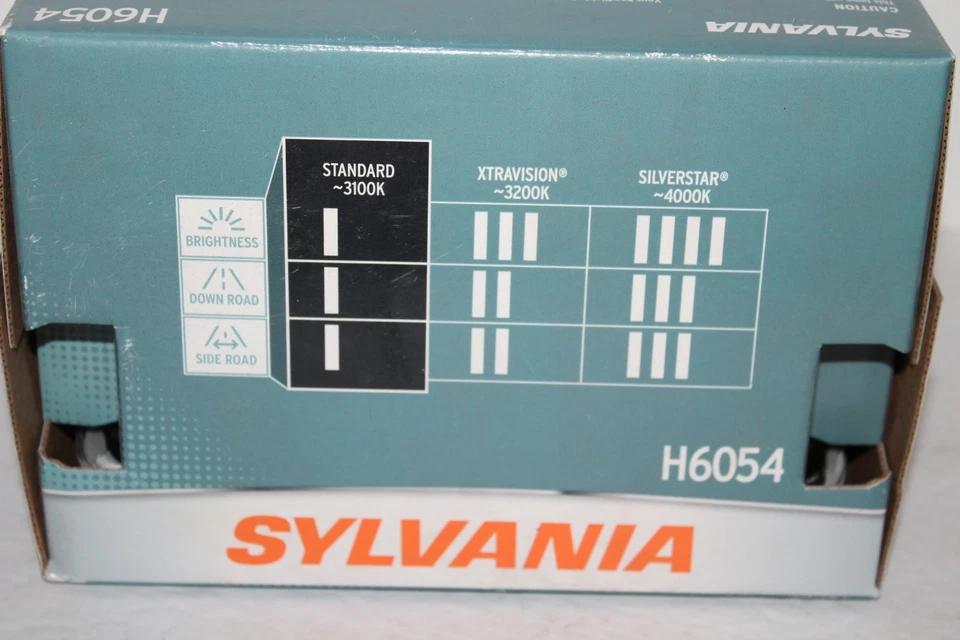 H6054
SYLVANIA
CAUTION
STANDARD
~3100K
XTRAVISION®
~3200K
SILVERSTAR®
~4000K
BRIGHTNESS
DOWN ROAD
SIDE ROAD
H6054
SYLVANIA